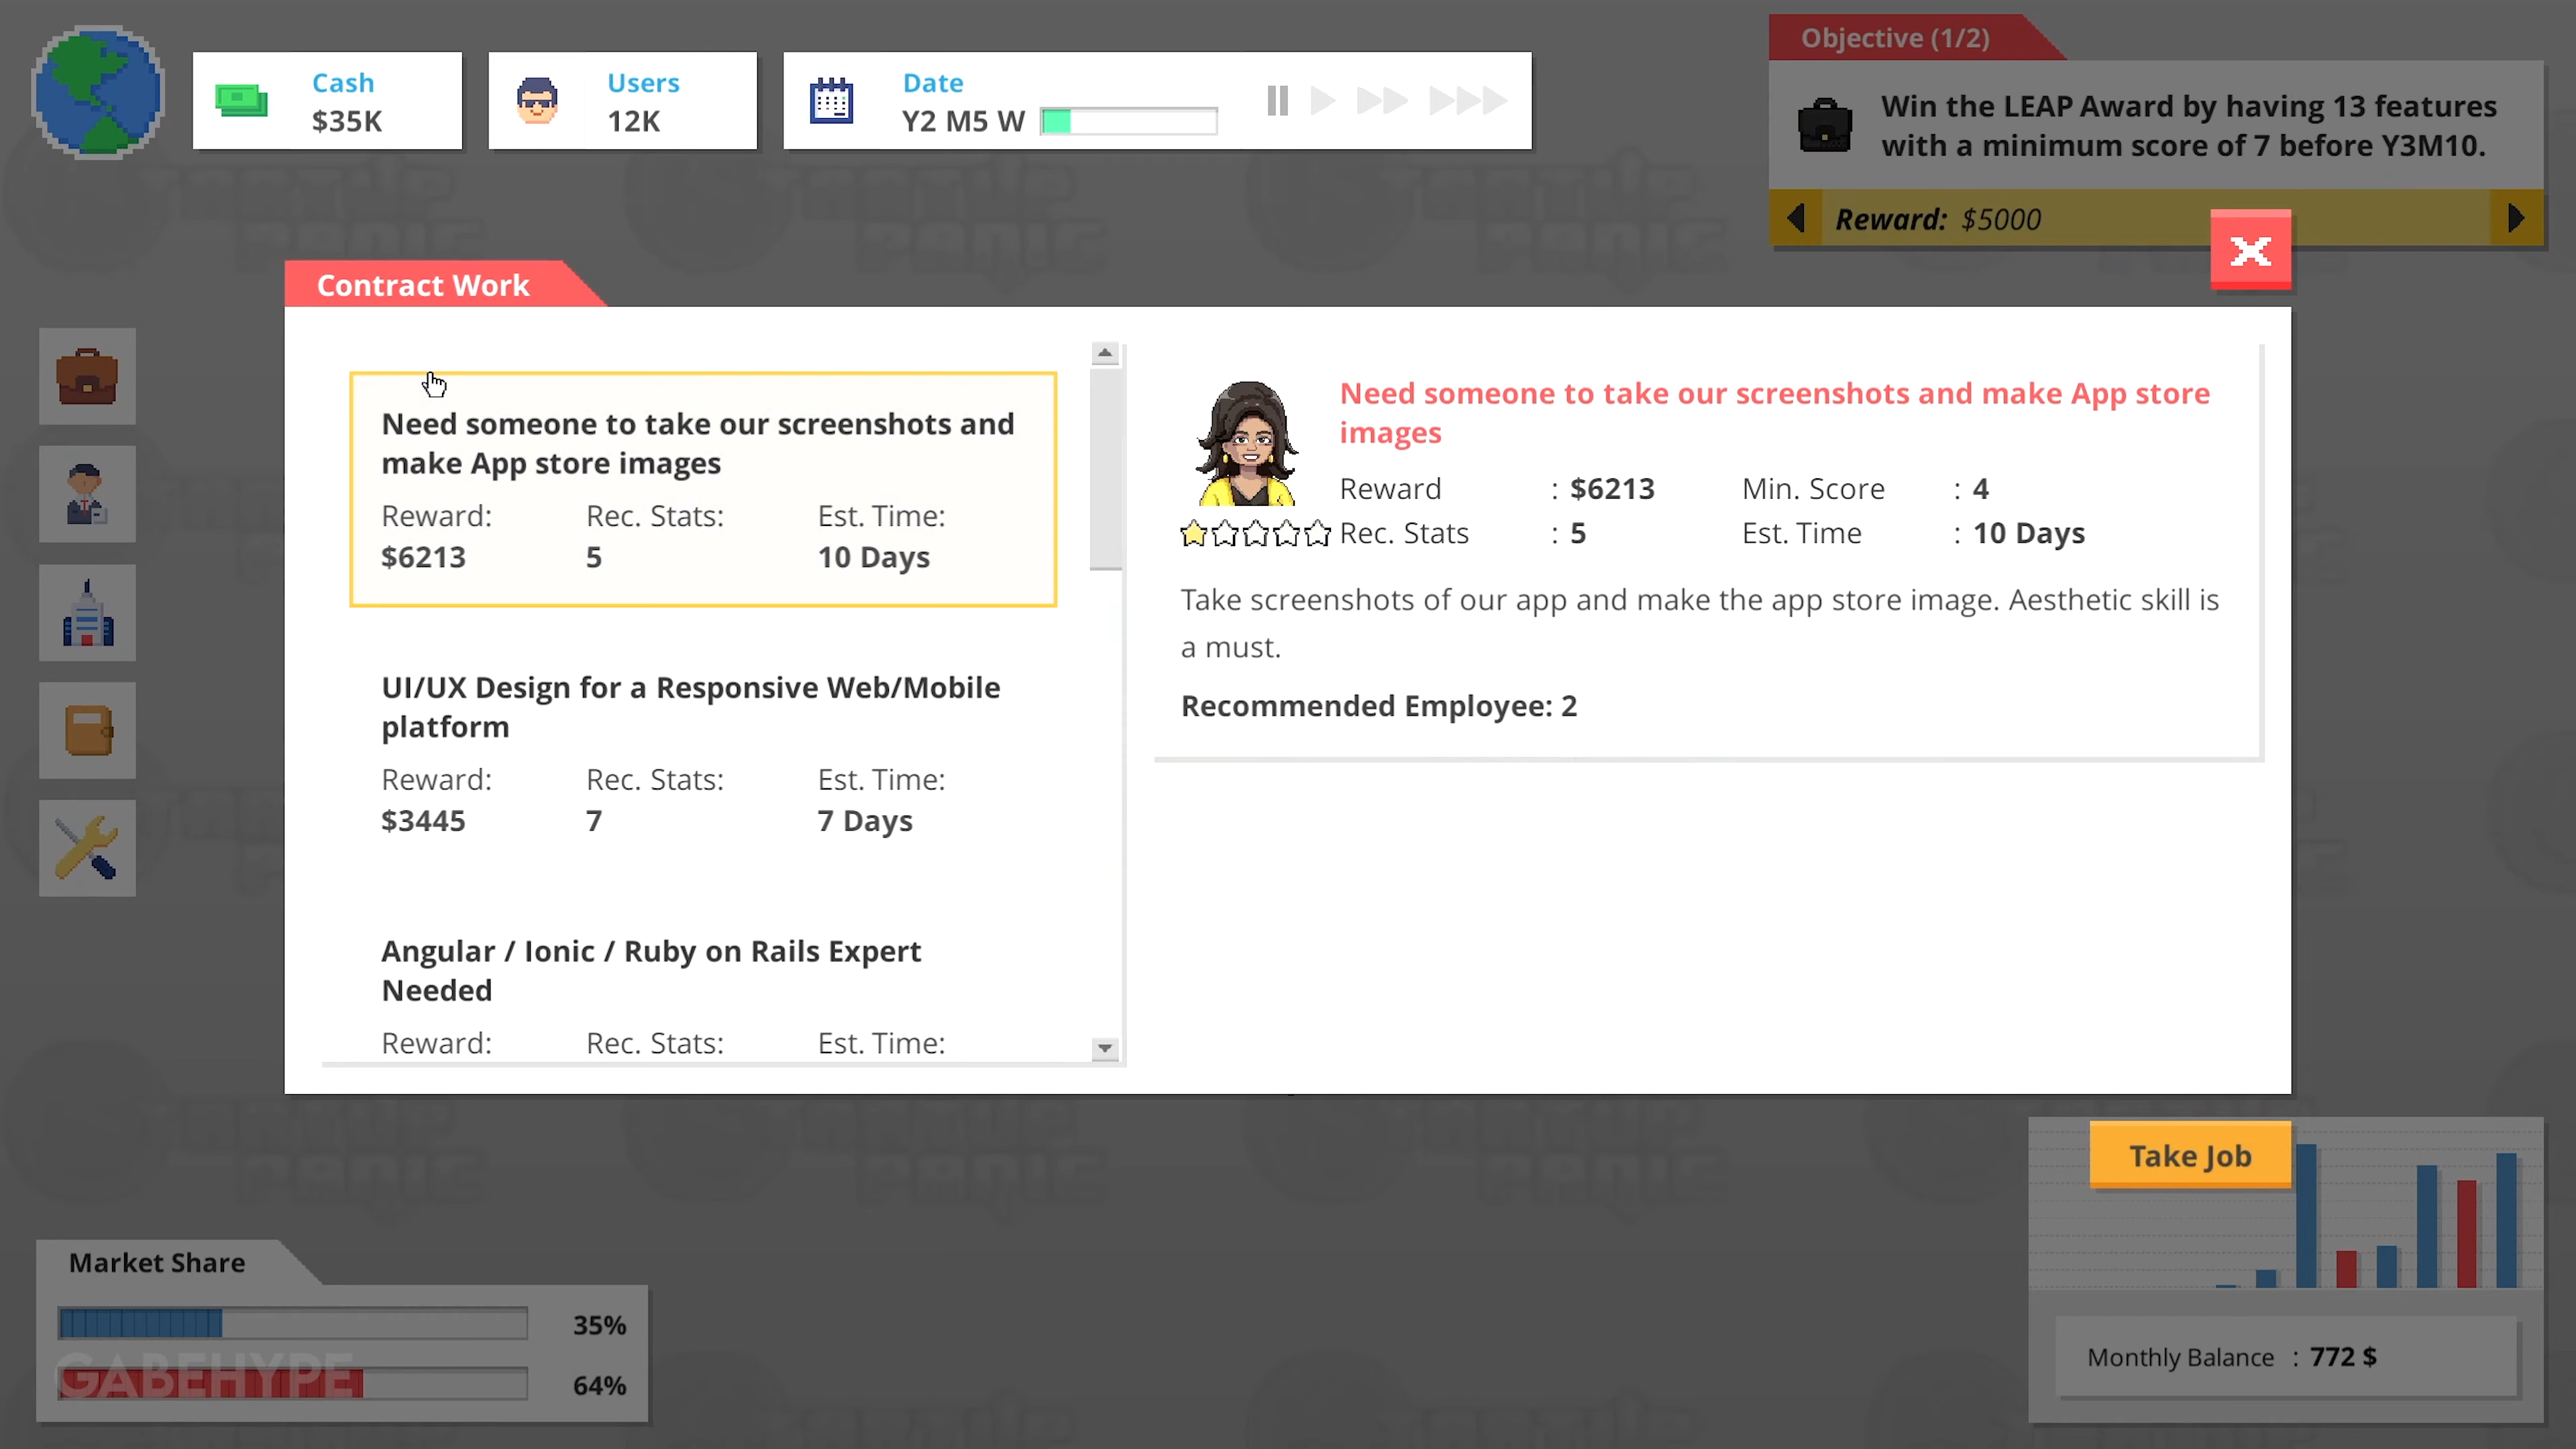 Cash
$35K
Users
12K
Date
Y2 M5 W
Objective (1/2)
Win the LEAP Award by having 13 features
with a minimum score of 7 before Y3M10.
Reward: $5000
Contract Work
Need someone to take our screenshots and
make App store images
Reward: Rec. Stats: Est. Time:
$6213 5 10 Days
UI/UX Design for a Responsive Web/Mobile
platform
Reward: Rec. Stats: Est. Time:
$3445 7 7 Days
Angular / Ionic / Ruby on Rails Expert
Needed
Reward: Rec. Stats: Est. Time:
Need someone to take our screenshots and make App store
images
Reward : $6213 Min. Score : 4
Rec. Stats : 5 Est. Time : 10 Days
Take screenshots of our app and make the app store image. Aesthetic skill is
a must.
Recommended Employee: 2
Take Job
Market Share
35%
64%
GABEHYPE
Monthly Balance : 772 $